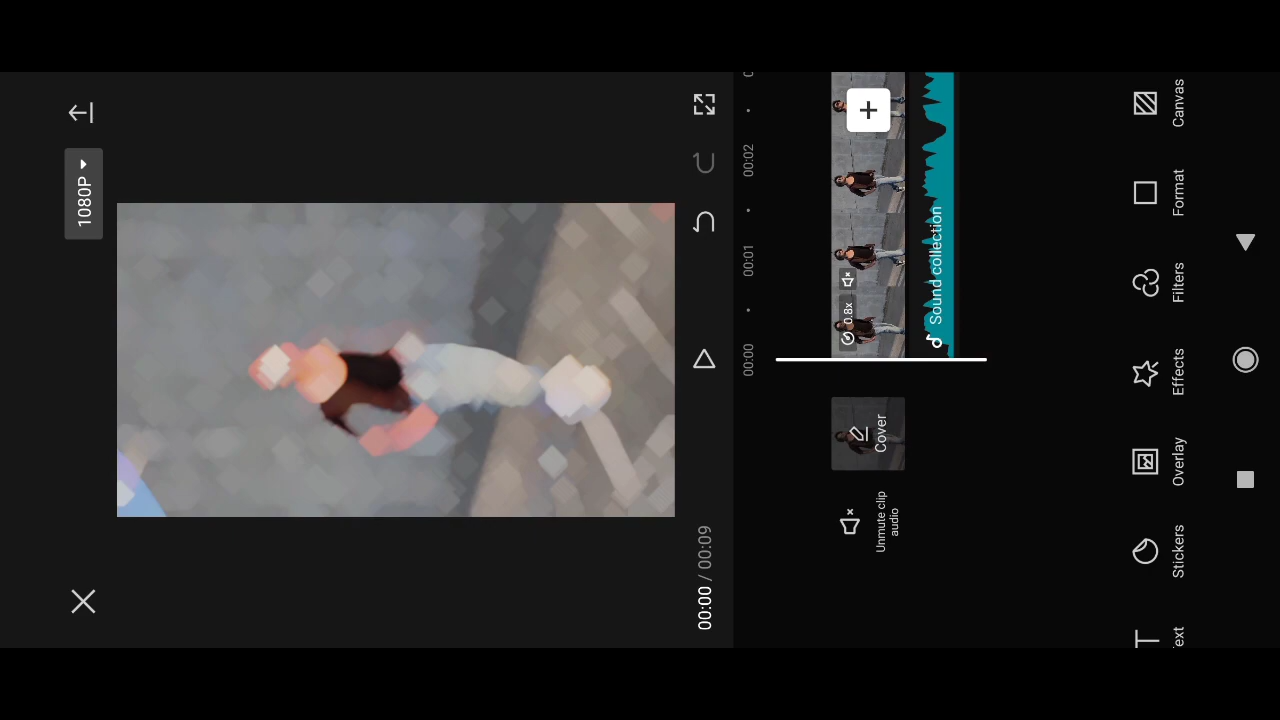 1080P
00:00 / 00:09
00:00
00:01
00:02
Unmute clip
audio
Cover
0.8x
Sound collection
ext
Stickers
Overlay
Effects
Filters
Format
Canvas